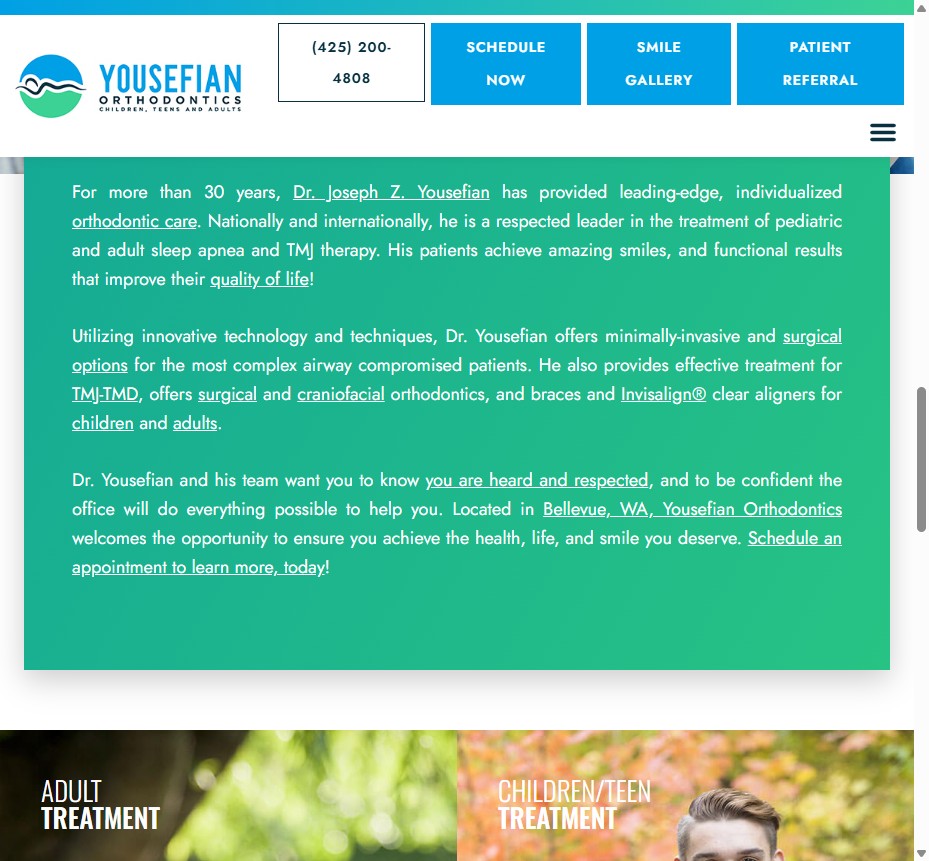 (425) 200-
4808
SCHEDULE
NOW
SMILE
GALLERY
PATIENT
REFERRAL
YOUSEFIAN
ORTHODONTICS
CHILDREN, TEENS AND ADULTS
For more than 30 years, Dr. Joseph Z. Yousefian has provided leading-edge, individualized
orthodontic care. Nationally and internationally, he is a respected leader in the treatment of pediatric
and adult sleep apnea and TMJ therapy. His patients achieve amazing smiles, and functional results
that improve their quality of life!
Utilizing innovative technology and techniques, Dr. Yousefian offers minimally-invasive and surgical
options for the most complex airway compromised patients. He also provides effective treatment for
TMJ-TMD, offers surgical and craniofacial orthodontics, and braces and Invisalign® clear aligners for
children and adults.
Dr. Yousefian and his team want you to know you are heard and respected, and to be confident the
office will do everything possible to help you. Located in Bellevue, WA, Yousefian Orthodontics
welcomes the opportunity to ensure you achieve the health, life, and smile you deserve. Schedule an
appointment to learn more, today!
ADULT
TREATMENT
CHILDREN/TEEN
TREATMENT